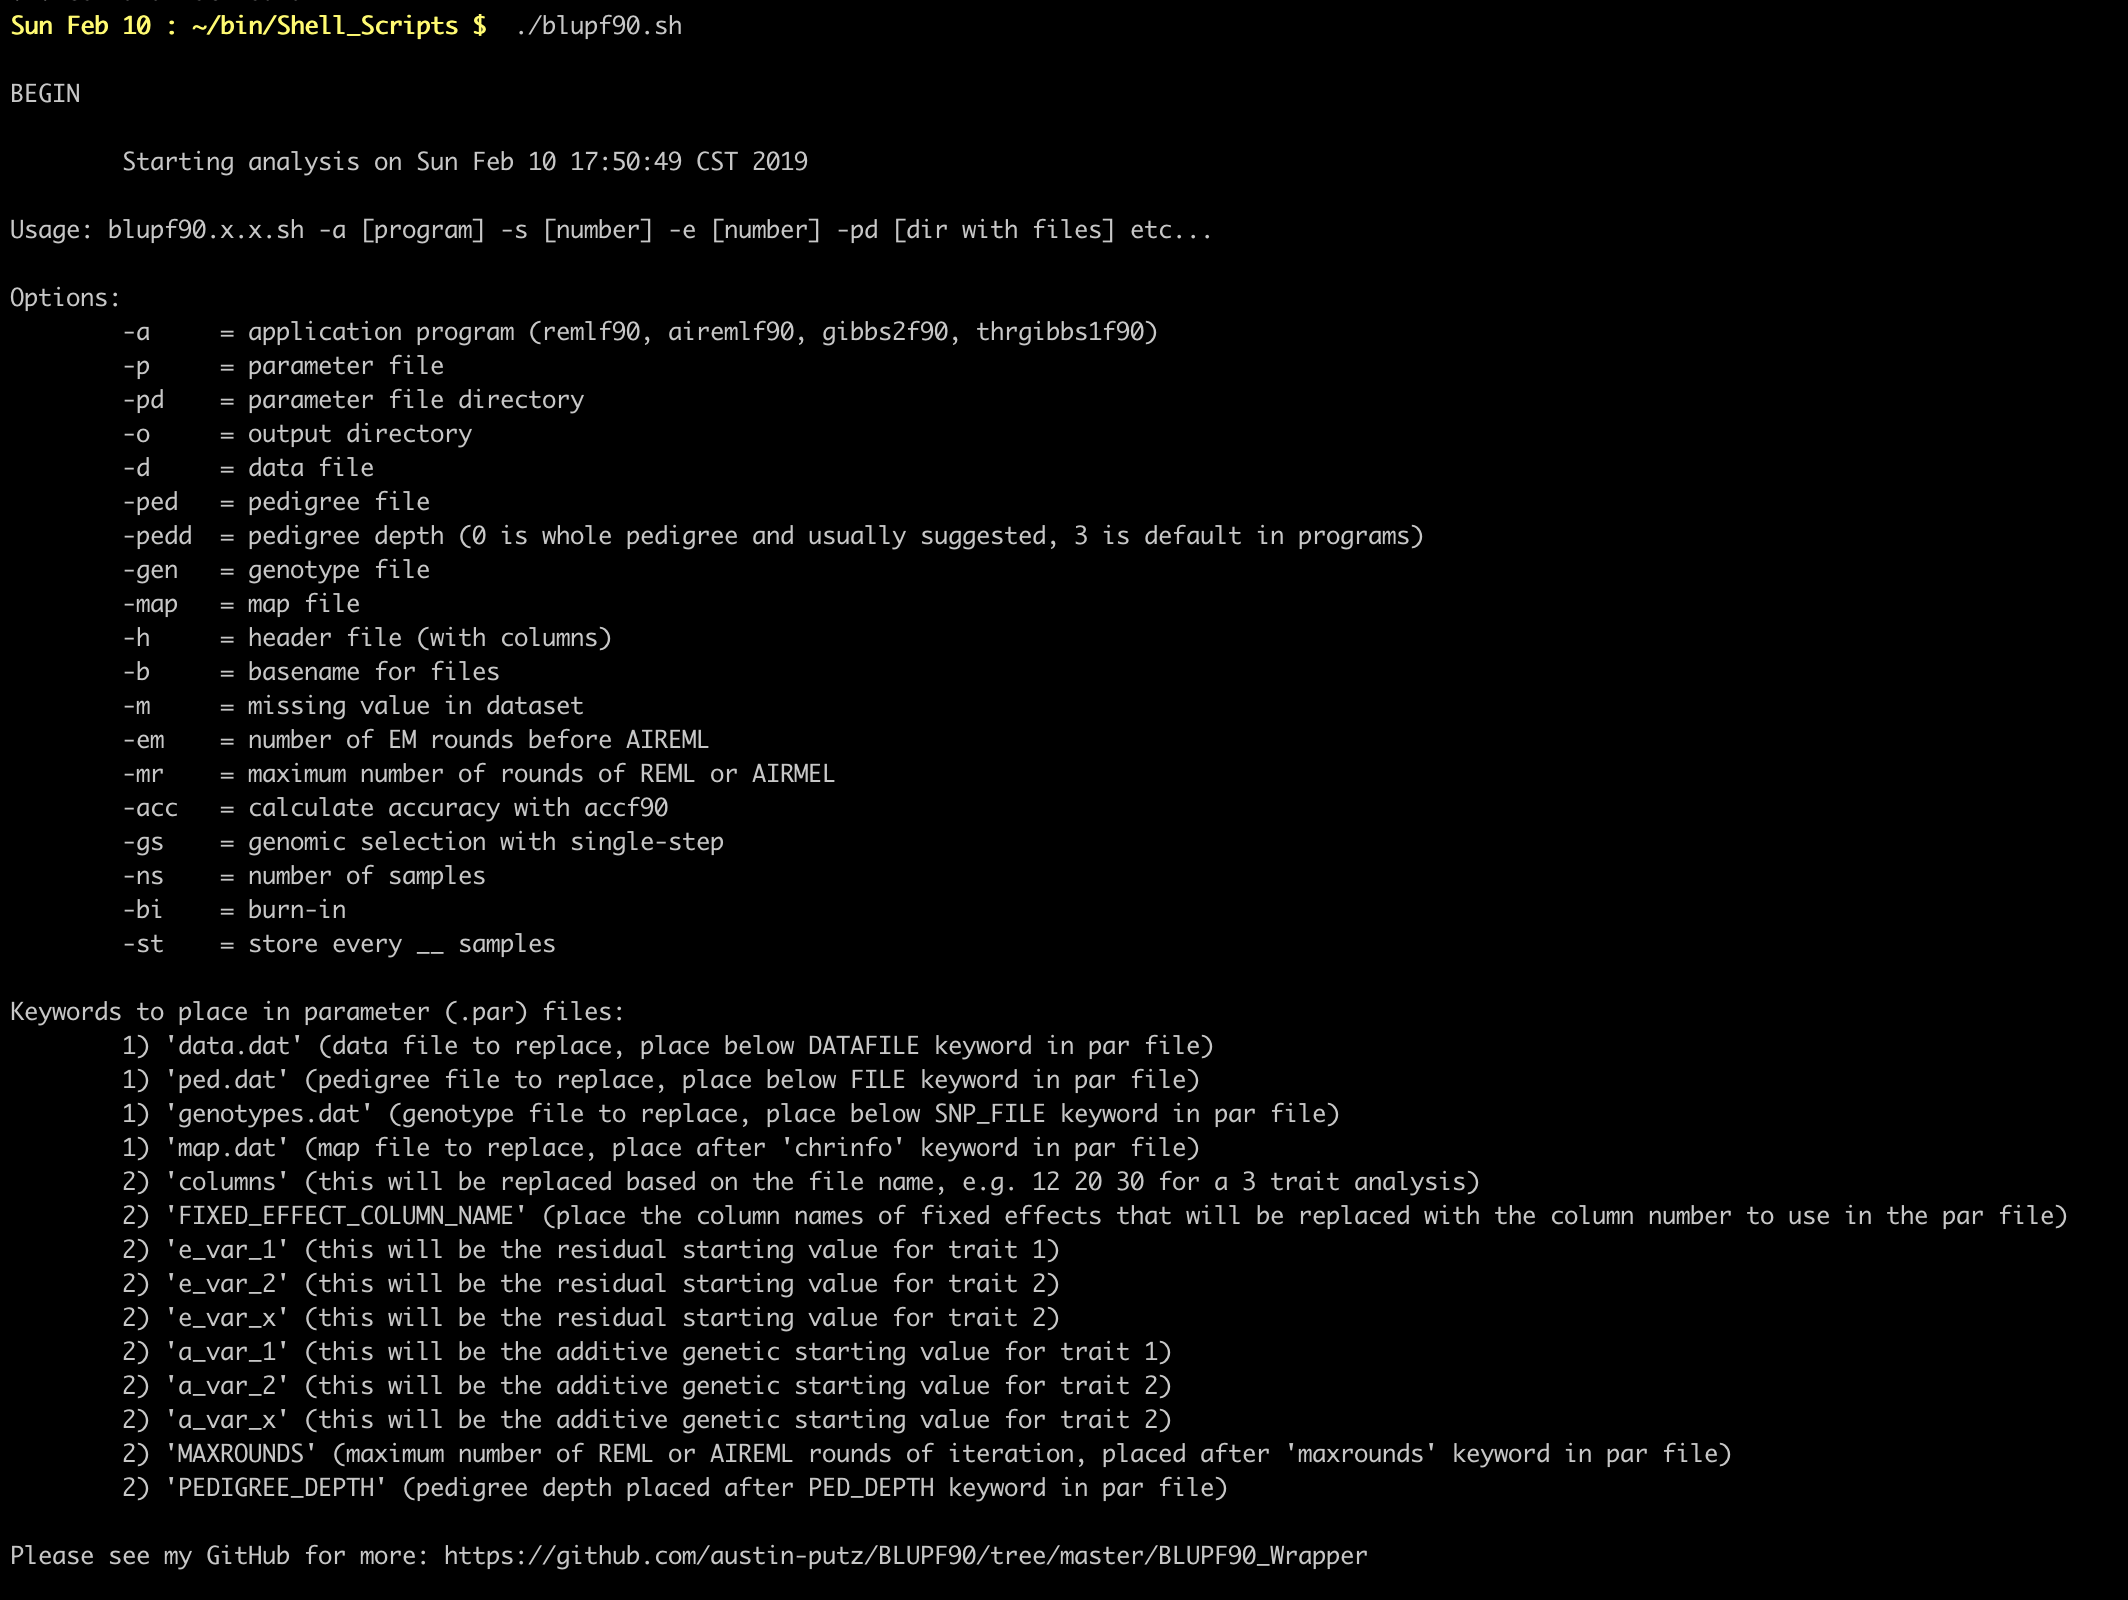 Sun Feb 10 : ~/bin/Shell_Scripts $  ./blupf90.sh
BEGIN
Starting analysis on Sun Feb 10 17:50:49 CST 2019
Usage: blupf90.x.x.sh -a [program] -s [number] -e [number] -pd [dir with files] etc...
Options:
-a     = application program (remlf90, airemlf90, gibbs2f90, thrgibbs1f90)
-p     = parameter file
-pd    = parameter file directory
-o     = output directory
-d     = data file
-ped   = pedigree file
-pedd  = pedigree depth (0 is whole pedigree and usually suggested, 3 is default in programs)
-gen   = genotype file
-map   = map file
-h     = header file (with columns)
-b     = basename for files
-m     = missing value in dataset
-em    = number of EM rounds before AIREML
-mr    = maximum number of rounds of REML or AIRMEL
-acc   = calculate accuracy with accf90
-gs    = genomic selection with single-step
-ns    = number of samples
-bi    = burn-in
-st    = store every __ samples
Keywords to place in parameter (.par) files:
1) 'data.dat' (data file to replace, place below DATAFILE keyword in par file)
1) 'ped.dat' (pedigree file to replace, place below FILE keyword in par file)
1) 'genotypes.dat' (genotype file to replace, place below SNP_FILE keyword in par file)
1) 'map.dat' (map file to replace, place after 'chrinfo' keyword in par file)
2) 'columns' (this will be replaced based on the file name, e.g. 12 20 30 for a 3 trait analysis)
2) 'FIXED_EFFECT_COLUMN_NAME' (place the column names of fixed effects that will be replaced with the column number to use in the par file)
2) 'e_var_1' (this will be the residual starting value for trait 1)
2) 'e_var_2' (this will be the residual starting value for trait 2)
2) 'e_var_x' (this will be the residual starting value for trait 2)
2) 'a_var_1' (this will be the additive genetic starting value for trait 1)
2) 'a_var_2' (this will be the additive genetic starting value for trait 2)
2) 'a_var_x' (this will be the additive genetic starting value for trait 2)
2) 'MAXROUNDS' (maximum number of REML or AIREML rounds of iteration, placed after 'maxrounds' keyword in par file)
2) 'PEDIGREE_DEPTH' (pedigree depth placed after PED_DEPTH keyword in par file)
Please see my GitHub for more: https://github.com/austin-putz/BLUPF90/tree/master/BLUPF90_Wrapper